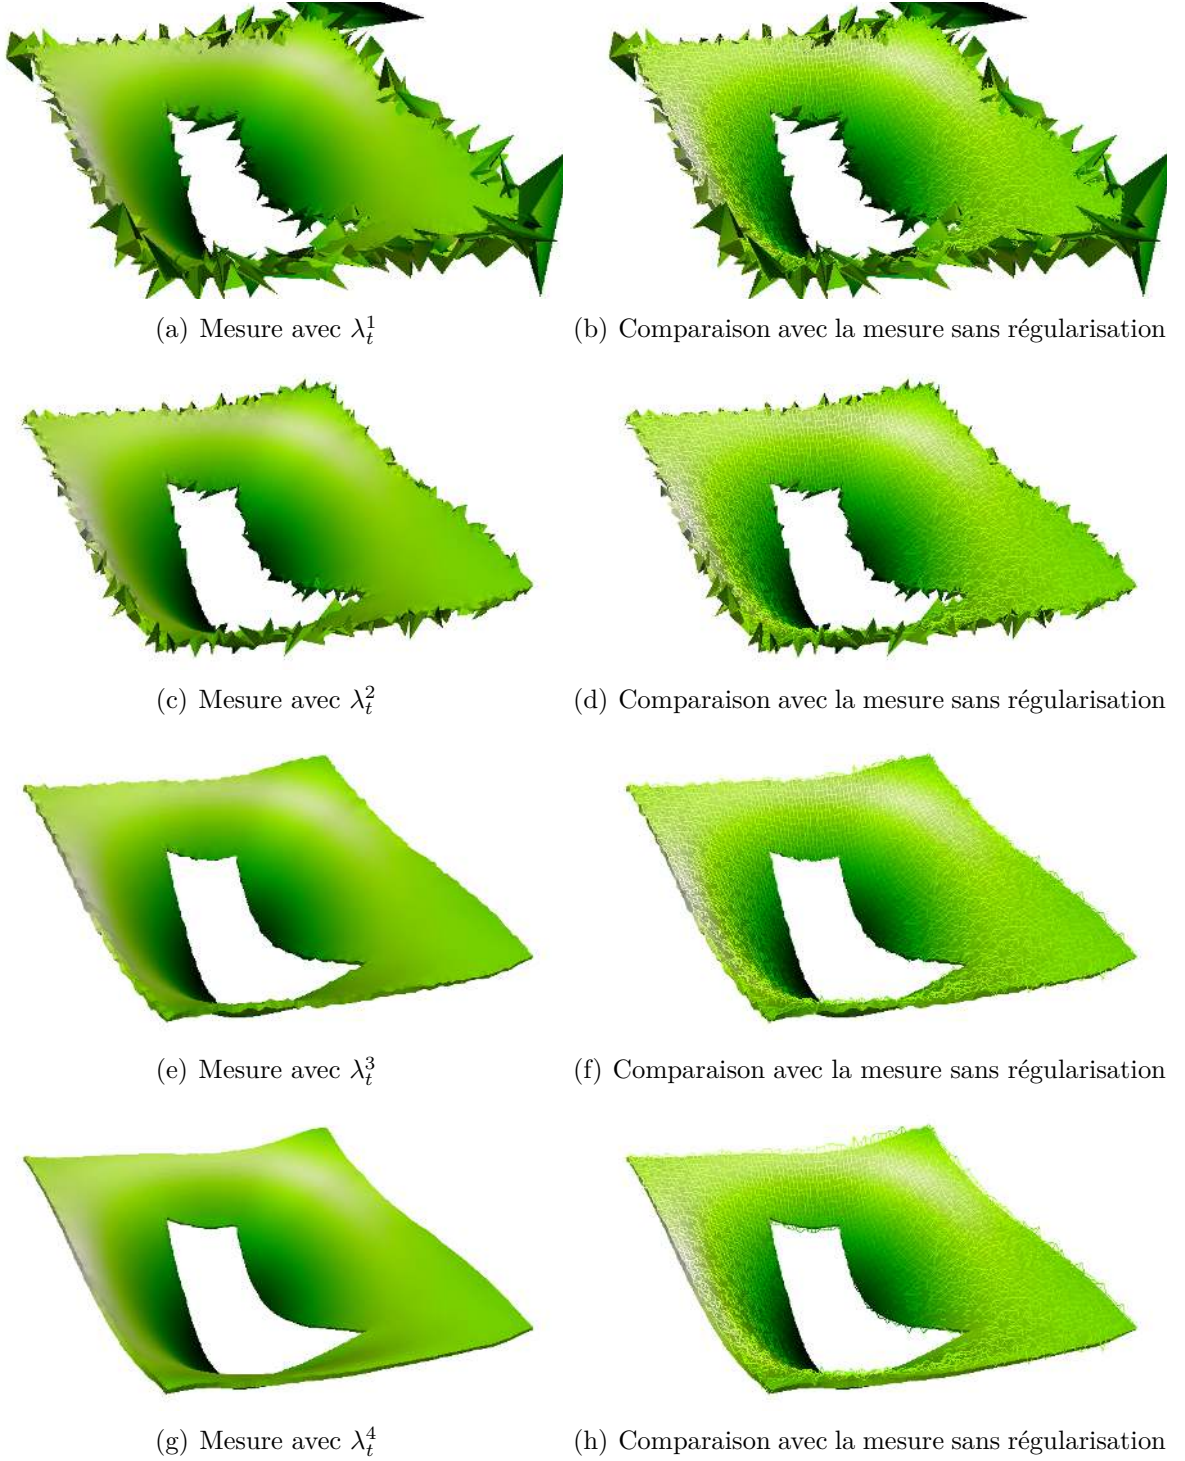 (a) Mesure avec λ_t^1
(b) Comparaison avec la mesure sans régularisation
(c) Mesure avec λ_t^2
(d) Comparaison avec la mesure sans régularisation
(e) Mesure avec λ_t^3
(f) Comparaison avec la mesure sans régularisation
(g) Mesure avec λ_t^4
(h) Comparaison avec la mesure sans régularisation